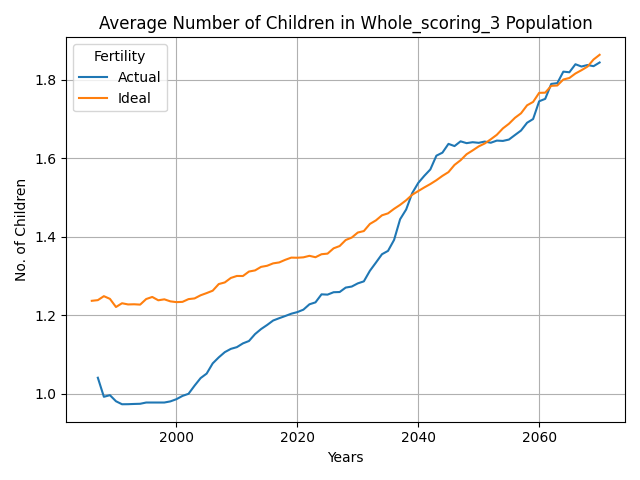 Average Number of Children in Whole_scoring_3 Population
Fertility
Actual
Ideal
No. of Children
1.8
1.6
1.4
1.2
1.0
2000
2020
2040
2060
Years